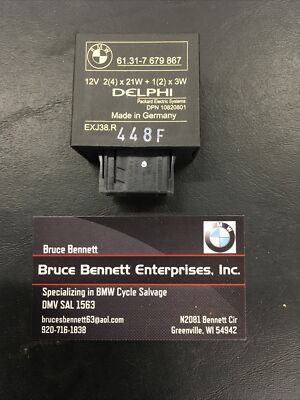 BMW
61.31-7 679 867
12V 2(4) x 21W + 1(2) x 3W
DELPHI
Packard Electric Systems
DPN 10820801
Made in Germany
EXJ38.R
448F
BMW
Bruce Bennett
Bruce Bennett Enterprises, Inc.
Specializing in BMW Cycle Salvage
DMV SAL 1563
brucesbennett63@aol.com
920-716-1838
N2081 Bennett Cir
Greenville, WI 54942